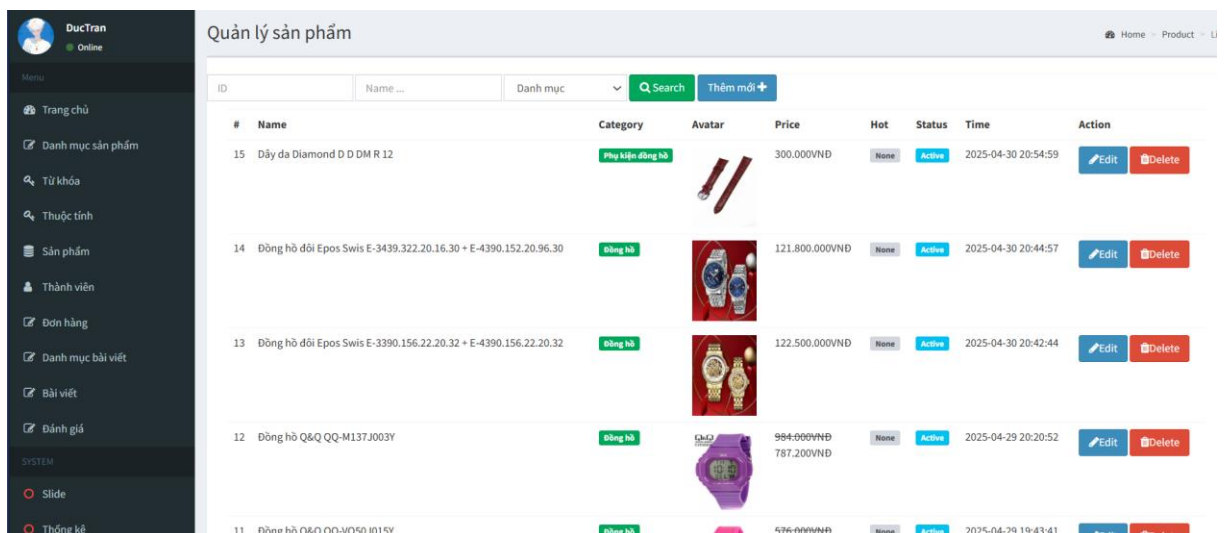 DucTran
Online
Quản lý sản phẩm
Home > Product > Li
Menu
ID
Name ...
Danh mục
Search
Thêm mới
Trang chủ
Danh mục sản phẩm
Từ khóa
Thuộc tính
Sản phẩm
Thành viên
Đơn hàng
Danh mục bài viết
Bài viết
Đánh giá
SYSTEM
Slide
Thống kê
# Name Category Avatar Price Hot Status Time Action
15 Dây da Diamond D D DM R 12 Phụ kiện đồng hồ 300.000VNĐ None Active 2025-04-30 20:54:59 Edit Delete
14 Đồng hồ đôi Epos Swis E-3439.322.20.16.30 + E-4390.152.20.96.30 Đồng hồ 121.800.000VNĐ None Active 2025-04-30 20:44:57 Edit Delete
13 Đồng hồ đôi Epos Swis E-3390.156.22.20.32 + E-4390.156.22.20.32 Đồng hồ 122.500.000VNĐ None Active 2025-04-30 20:42:44 Edit Delete
12 Đồng hồ Q&Q QQ-M137J003Y Đồng hồ Q&Q 984.000VNĐ None Active 2025-04-29 20:20:52 Edit Delete
787.200VNĐ
11 Đồng hồ Q&Q QQ-VQ50J015Y Đồng hồ 576.000VNĐ None Active 2025-04-29 19:43:41